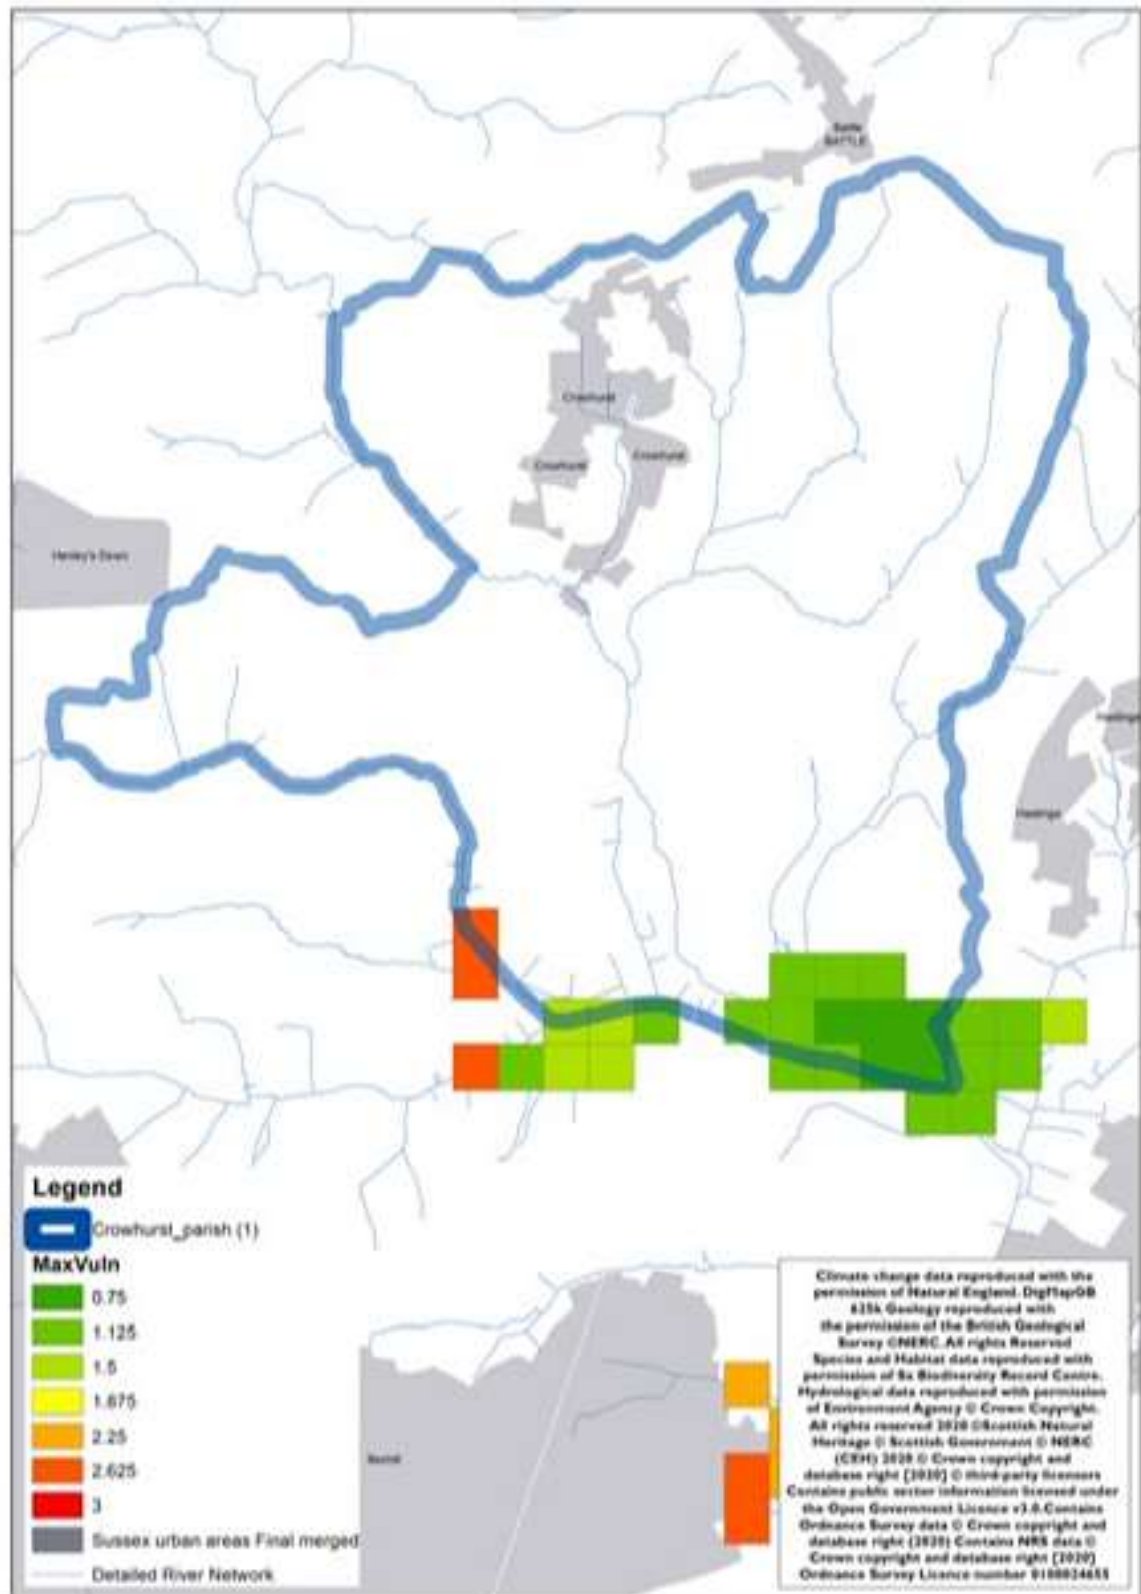 BATTLE
Crowhurst
Crowhurst
Crowhurst
Henley's Down
Hastings
Hastings
Legend
Crowhurst_parish (1)
MaxVuln
0.75
1.125
1.5
1.875
2.25
2.625
3
Sussex urban areas Final merged
Detailed River Network
Bexhill
Climate change data reproduced with the
permission of Natural England. DigMapGB
625k Geology reproduced with
the permission of the British Geological
Survey ©NERC. All rights Reserved
Species and Habitat data reproduced with
permission of Sx Biodiversity Record Centre.
Hydrological data reproduced with permission
of Environment Agency © Crown Copyright.
All rights reserved 2020 ©Scottish Natural
Heritage © Scottish Government © NERC
(CEH) 2020 © Crown copyright and
database right [2020] © third-party licensors
Contains public sector information licensed under
the Open Government Licence v3.0.Contains
Ordnance Survey data © Crown copyright and
database right (2020) Contains NRS data ©
Crown copyright and database right [2020]
Ordnance Survey Licence number 0100024655